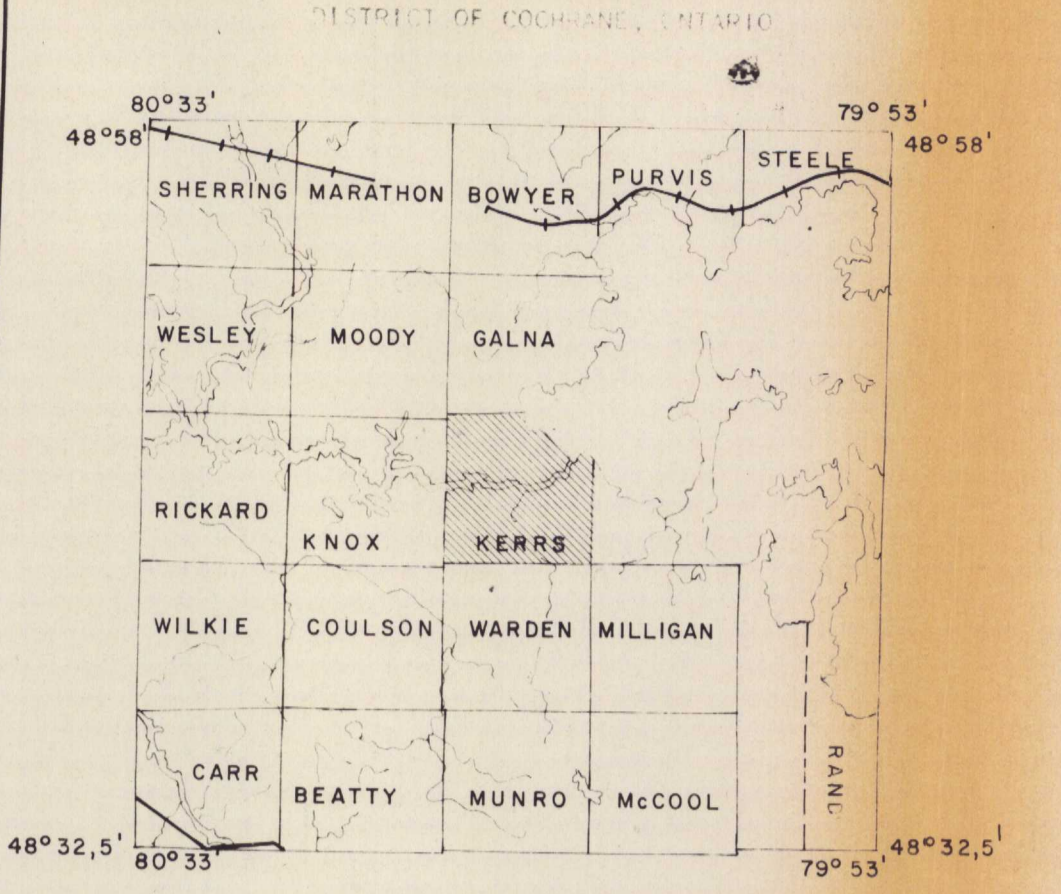 DISTRICT OF COCHRANE, ONTARIO
80° 33'
79° 53'
48° 58'
48° 58'
SHERRING MARATHON BOWYER PURVIS STEELE
WESLEY MOODY GALNA
RICKARD KNOX KERRS
WILKIE COULSON WARDEN MILLIGAN
CARR BEATTY MUNRO McCOOL RAND
48° 32,5'
80° 33'
79° 53'
48° 32,5'